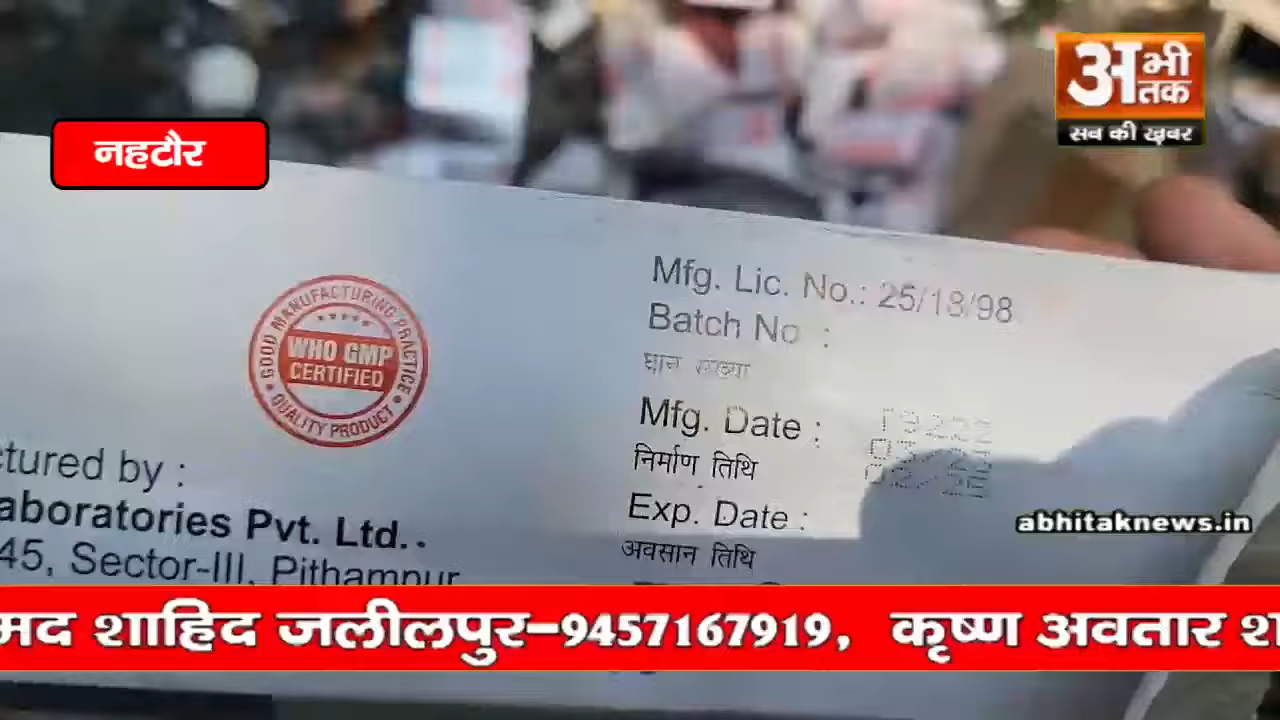 अभी
तक
सब की ख़बर
नहटौर
GOOD MANUFACTURING PRACTICE
WHO GMP
CERTIFIED
QUALITY PRODUCT
Mfg. Lic. No.: 25/18/98
Batch No :
घान संख्या
Mfg. Date :
निर्माण तिथि
Exp. Date :
अवसान तिथि
ctured by :
aboratories Pvt. Ltd.
45, Sector-III, Pithampur
abhitaknews.in
मद शाहिद जलीलपुर-9457167919, कृष्ण अवतार श